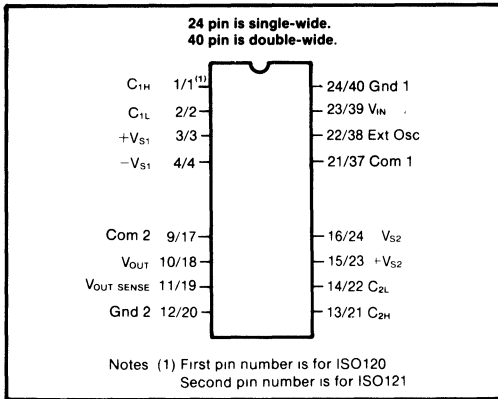 24 pin is single-wide.
40 pin is double-wide.
C1H 1/1(1)
24/40 Gnd 1
C1L 2/2
23/39 VIN
+VS1 3/3
22/38 Ext Osc
−VS1 4/4
21/37 Com 1
Com 2 9/17
16/24 VS2
VOUT 10/18
15/23 +VS2
VOUT SENSE 11/19
14/22 C2L
Gnd 2 12/20
13/21 C2H
Notes (1) First pin number is for ISO120
Second pin number is for ISO121